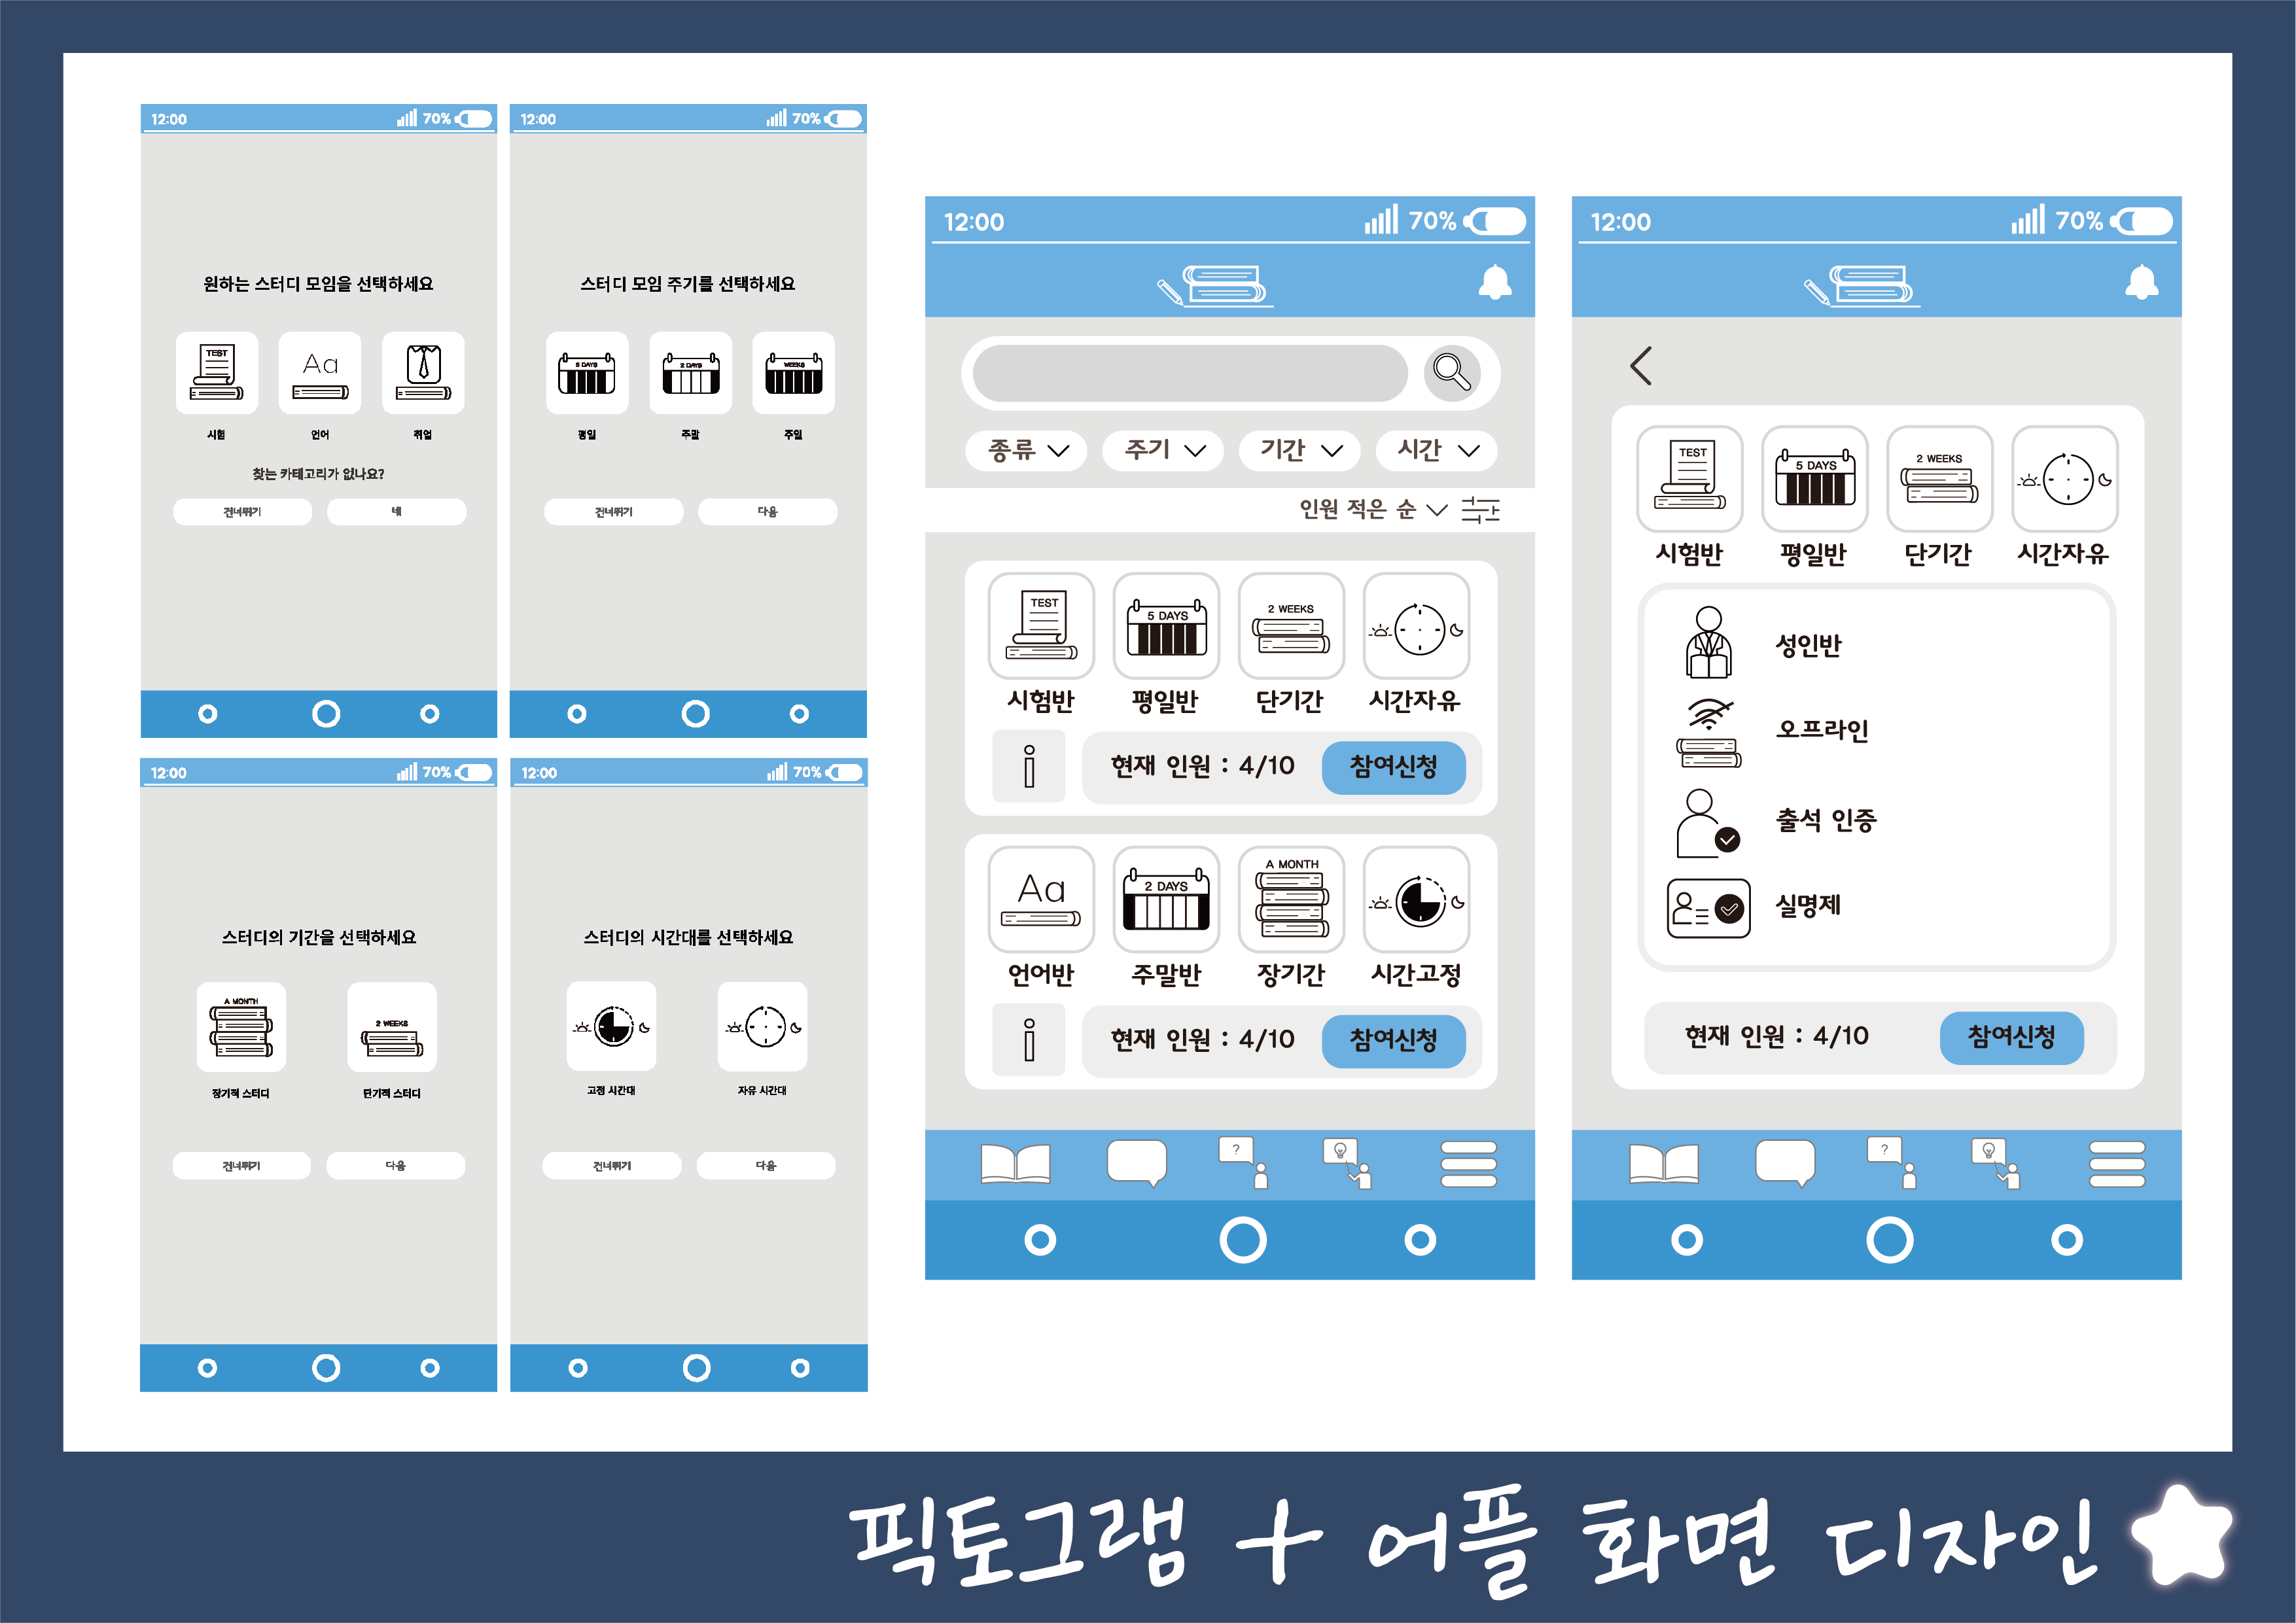 12:00 70%
원하는 스터디 모임을 선택하세요
TEST
Aa
시험 언어 취업
찾는 카테고리가 없나요?
건너뛰기 네
12:00 70%
스터디 모임 주기를 선택하세요
5 DAYS 2 DAYS WEEKS
평일 주말 주일
건너뛰기 다음
12:00 70%
스터디의 기간을 선택하세요
A MONTH
2 WEEKS
장기적 스터디 단기적 스터디
건너뛰기 다음
12:00 70%
스터디의 시간대를 선택하세요
고정 시간대 자유 시간대
건너뛰기 다음
12:00 70%
종류 주기 기간 시간
인원 적은 순
TEST 5 DAYS 2 WEEKS
시험반 평일반 단기간 시간자유
i 현재 인원 : 4/10 참여신청
Aa 2 DAYS A MONTH
언어반 주말반 장기간 시간고정
i 현재 인원 : 4/10 참여신청
?
12:00 70%
TEST 5 DAYS 2 WEEKS
시험반 평일반 단기간 시간자유
성인반
오프라인
출석 인증
실명제
현재 인원 : 4/10 참여신청
?
픽토그램 + 어플 화면 디자인